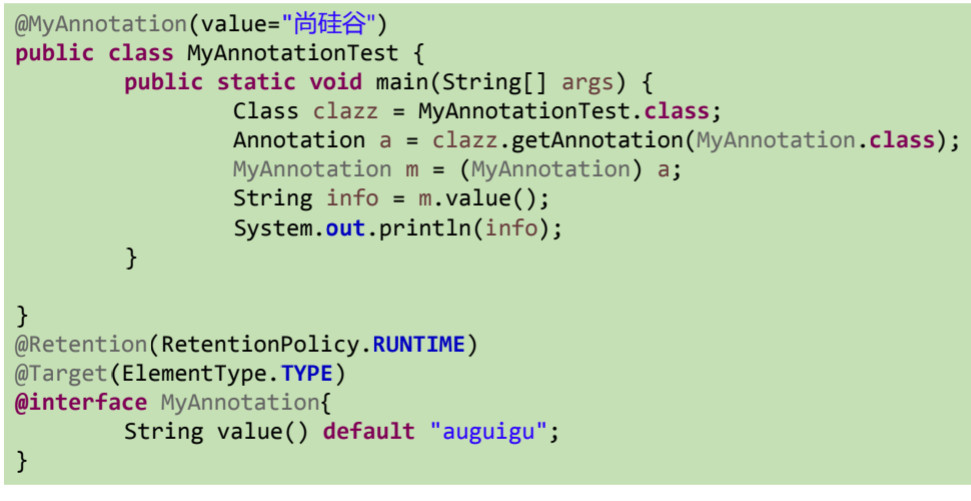 @MyAnnotation(value="尚硅谷")
public class MyAnnotationTest {
public static void main(String[] args) {
Class clazz = MyAnnotationTest.class;
Annotation a = clazz.getAnnotation(MyAnnotation.class);
MyAnnotation m = (MyAnnotation) a;
String info = m.value();
System.out.println(info);
}
}
@Retention(RetentionPolicy.RUNTIME)
@Target(ElementType.TYPE)
@interface MyAnnotation{
String value() default "auguigu";
}